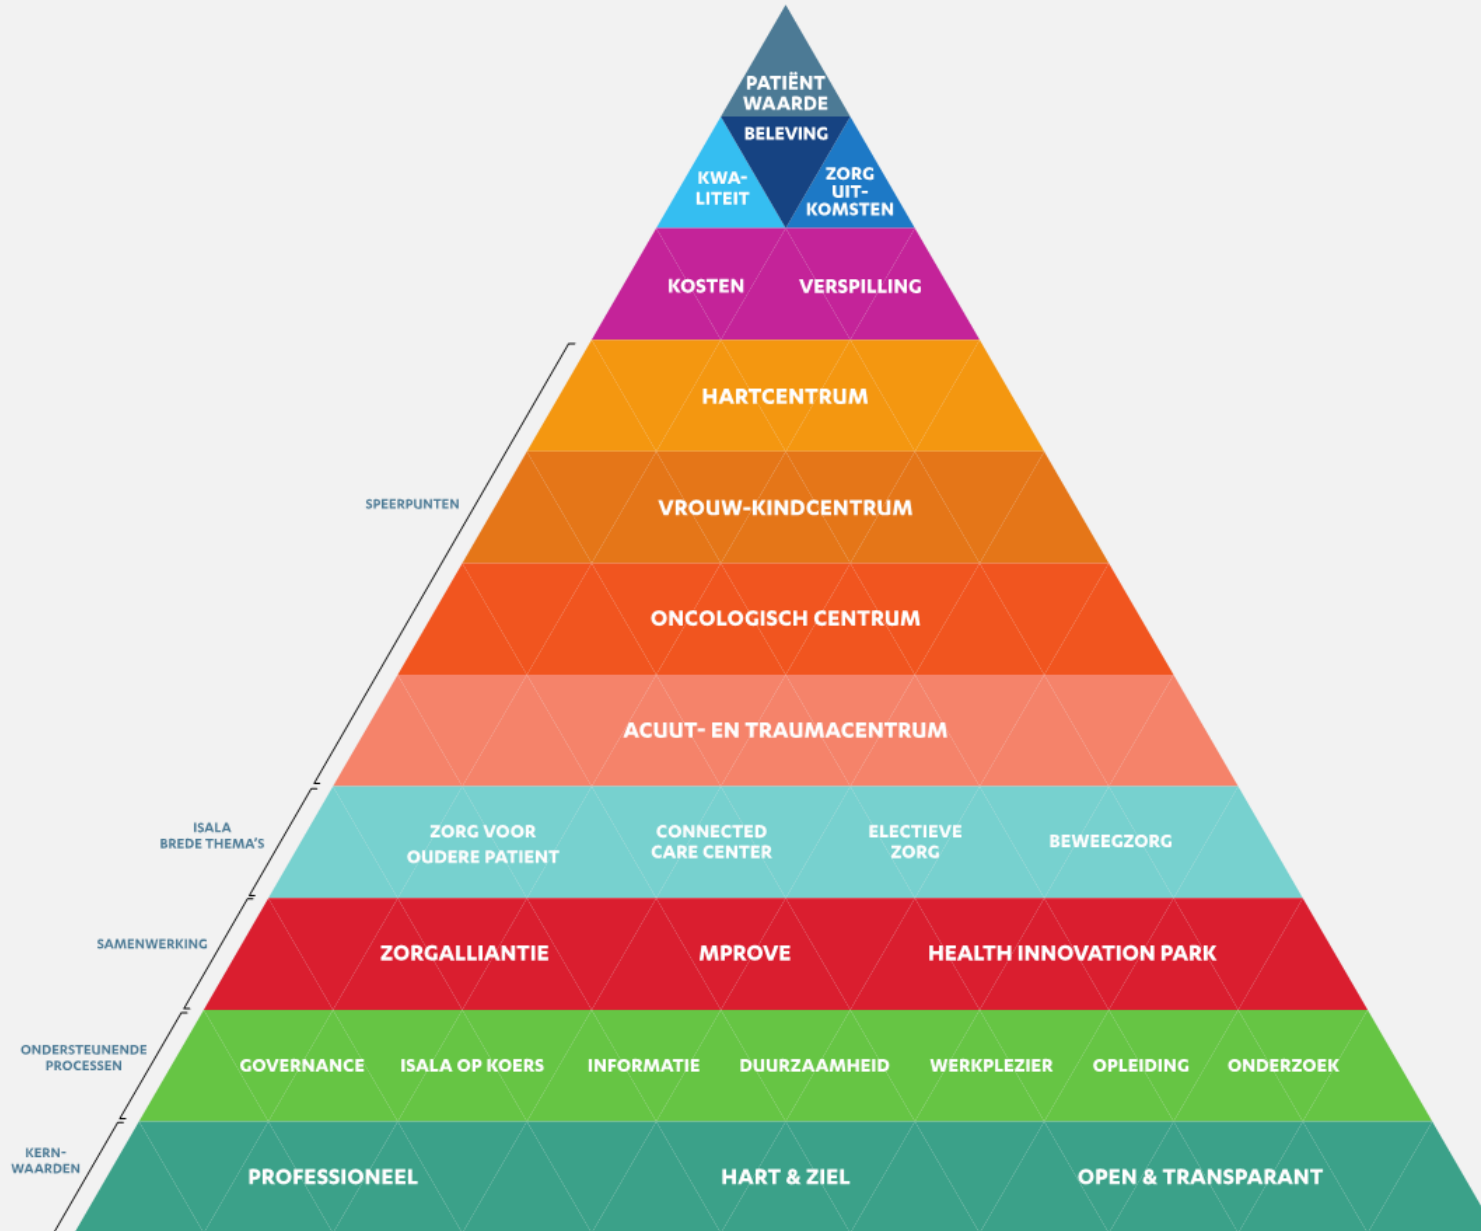 PATIËNT
WAARDE
BELEVING
KWA-
LITEIT
ZORG
UIT-
KOMSTEN
KOSTEN
VERSPILLING
HARTCENTRUM
SPEERPUNTEN
VROUW-KINDCENTRUM
ONCOLOGISCH CENTRUM
ACUUT- EN TRAUMACENTRUM
ISALA
BREDE THEMA'S
ZORG VOOR
OUDERE PATIENT
CONNECTED
CARE CENTER
ELECTIEVE
ZORG
BEWEEGZORG
SAMENWERKING
ZORGALLIANTIE
MPROVE
HEALTH INNOVATION PARK
ONDERSTEUNENDE
PROCESSEN
GOVERNANCE
ISALA OP KOERS
INFORMATIE
DUURZAAMHEID
WERKPLEZIER
OPLEIDING
ONDERZOEK
KERN-
WAARDEN
PROFESSIONEEL
HART & ZIEL
OPEN & TRANSPARANT